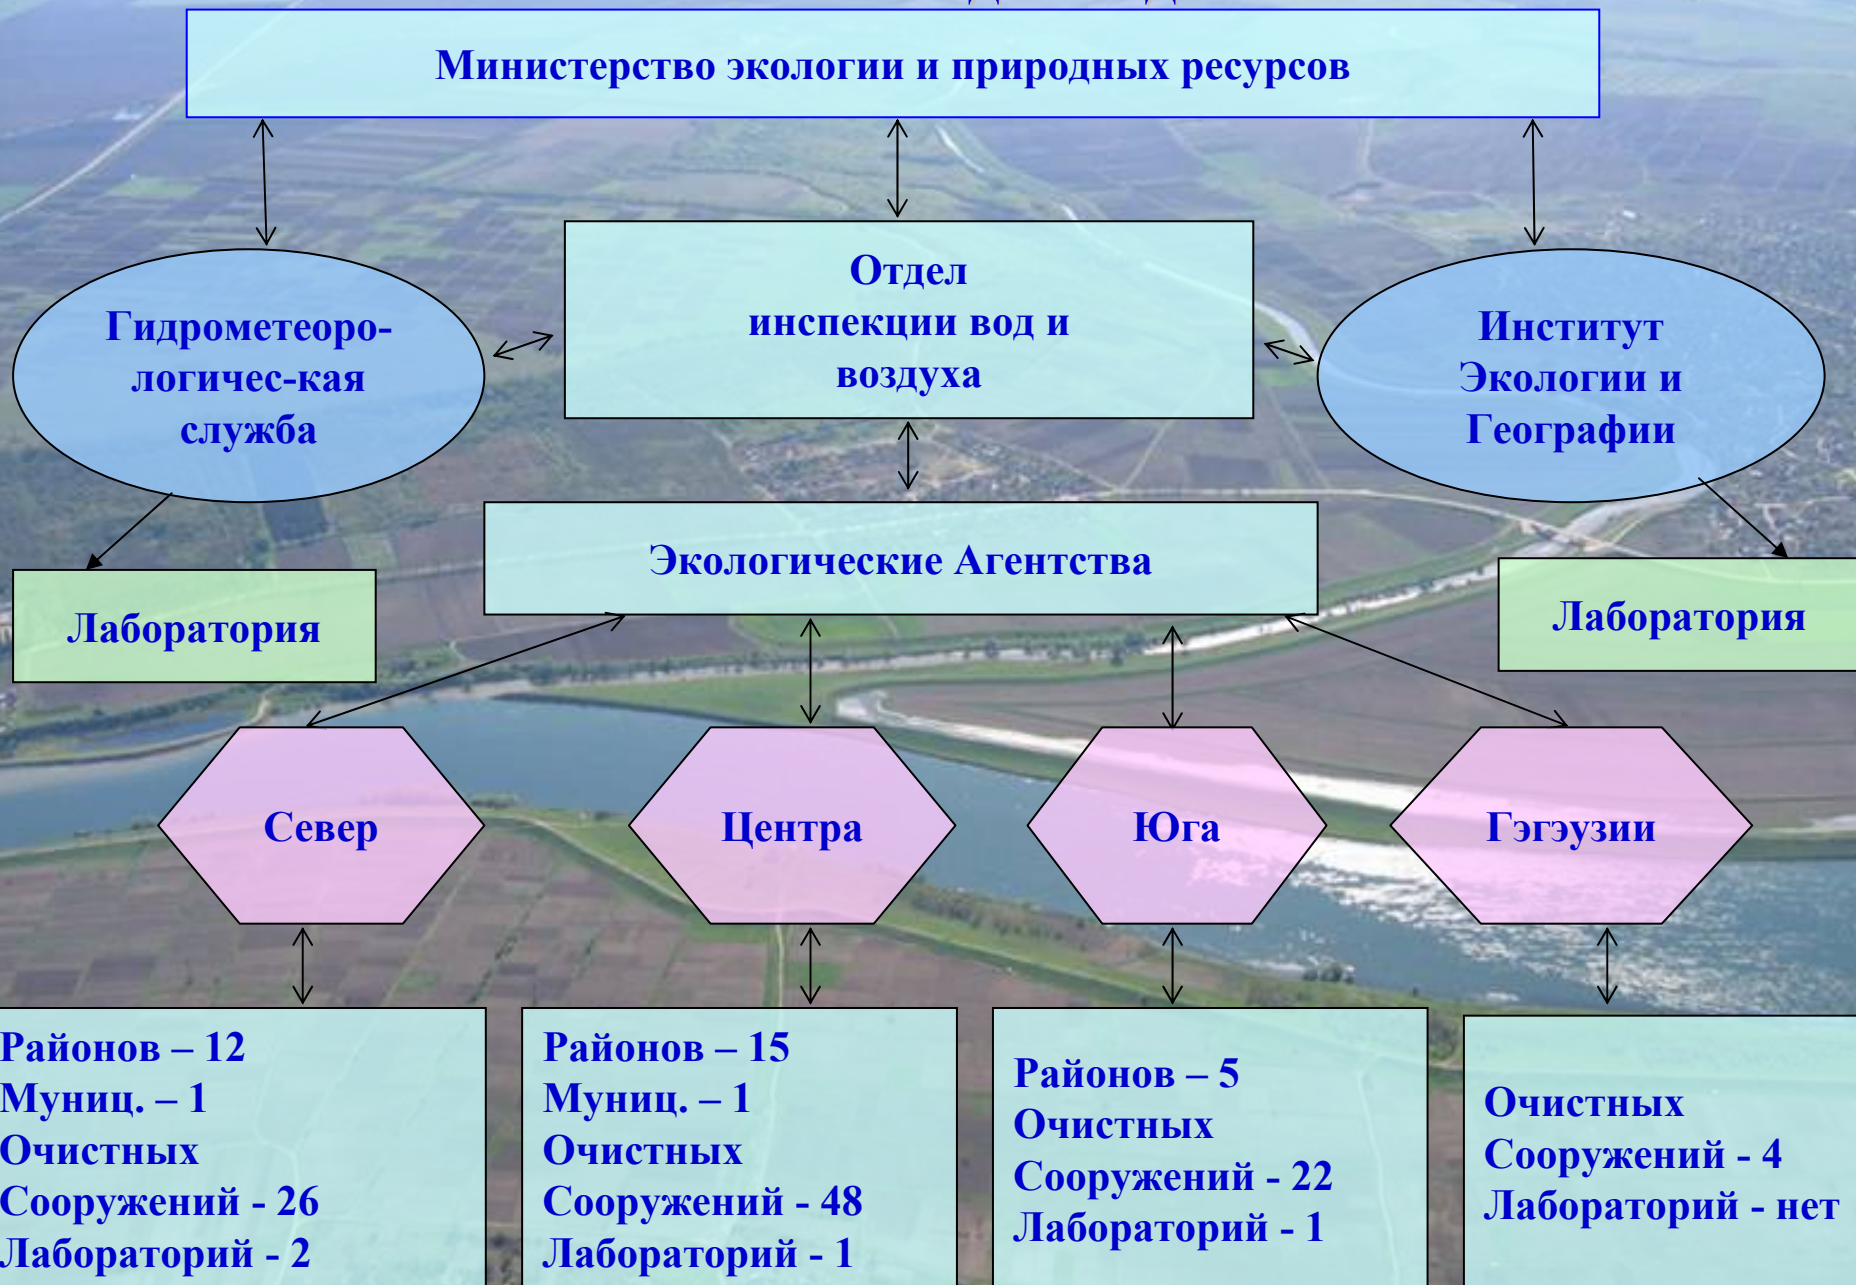 Министерство экологии и природных ресурсов
Гидрометеоро-
логичес-кая
служба
Отдел
инспекции вод и
воздуха
Институт
Экологии и
Географии
Экологические Агентства
Лаборатория
Лаборатория
Север
Центра
Юга
Гэгэузии
Районов – 12
Муниц. – 1
Очистных
Сооружений - 26
Лабораторий - 2
Районов – 15
Муниц. – 1
Очистных
Сооружений - 48
Лабораторий - 1
Районов – 5
Очистных
Сооружений - 22
Лабораторий - 1
Очистных
Сооружений - 4
Лабораторий - нет